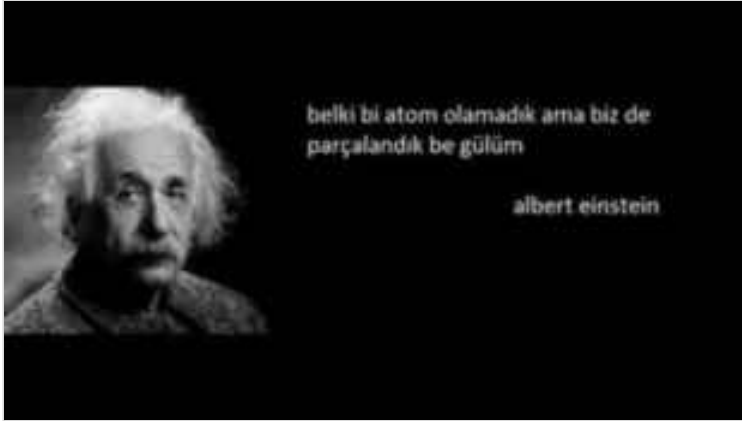 belki bi atom olamadık ama biz de
parçalandık be gülüm
albert einstein